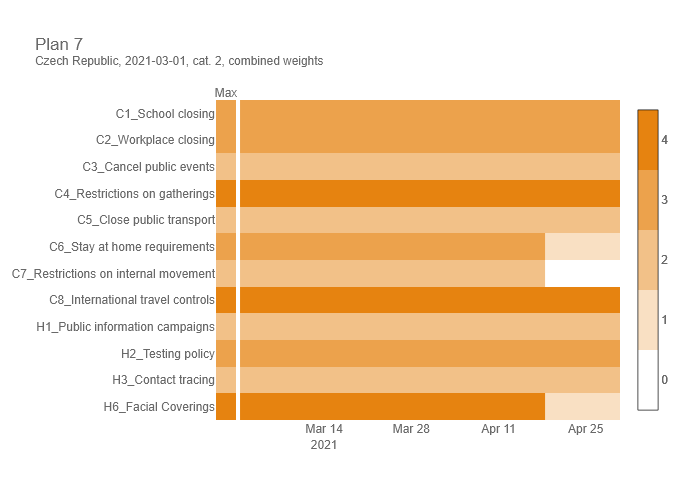 Plan 7
Czech Republic, 2021-03-01, cat. 2, combined weights
Max
C1_School closing
C2_Workplace closing
C3_Cancel public events
C4_Restrictions on gatherings
C5_Close public transport
C6_Stay at home requirements
C7_Restrictions on internal movement
C8_International travel controls
H1_Public information campaigns
H2_Testing policy
H3_Contact tracing
H6_Facial Coverings
Mar 14 Mar 28 Apr 11 Apr 25
2021
4
3
2
1
0